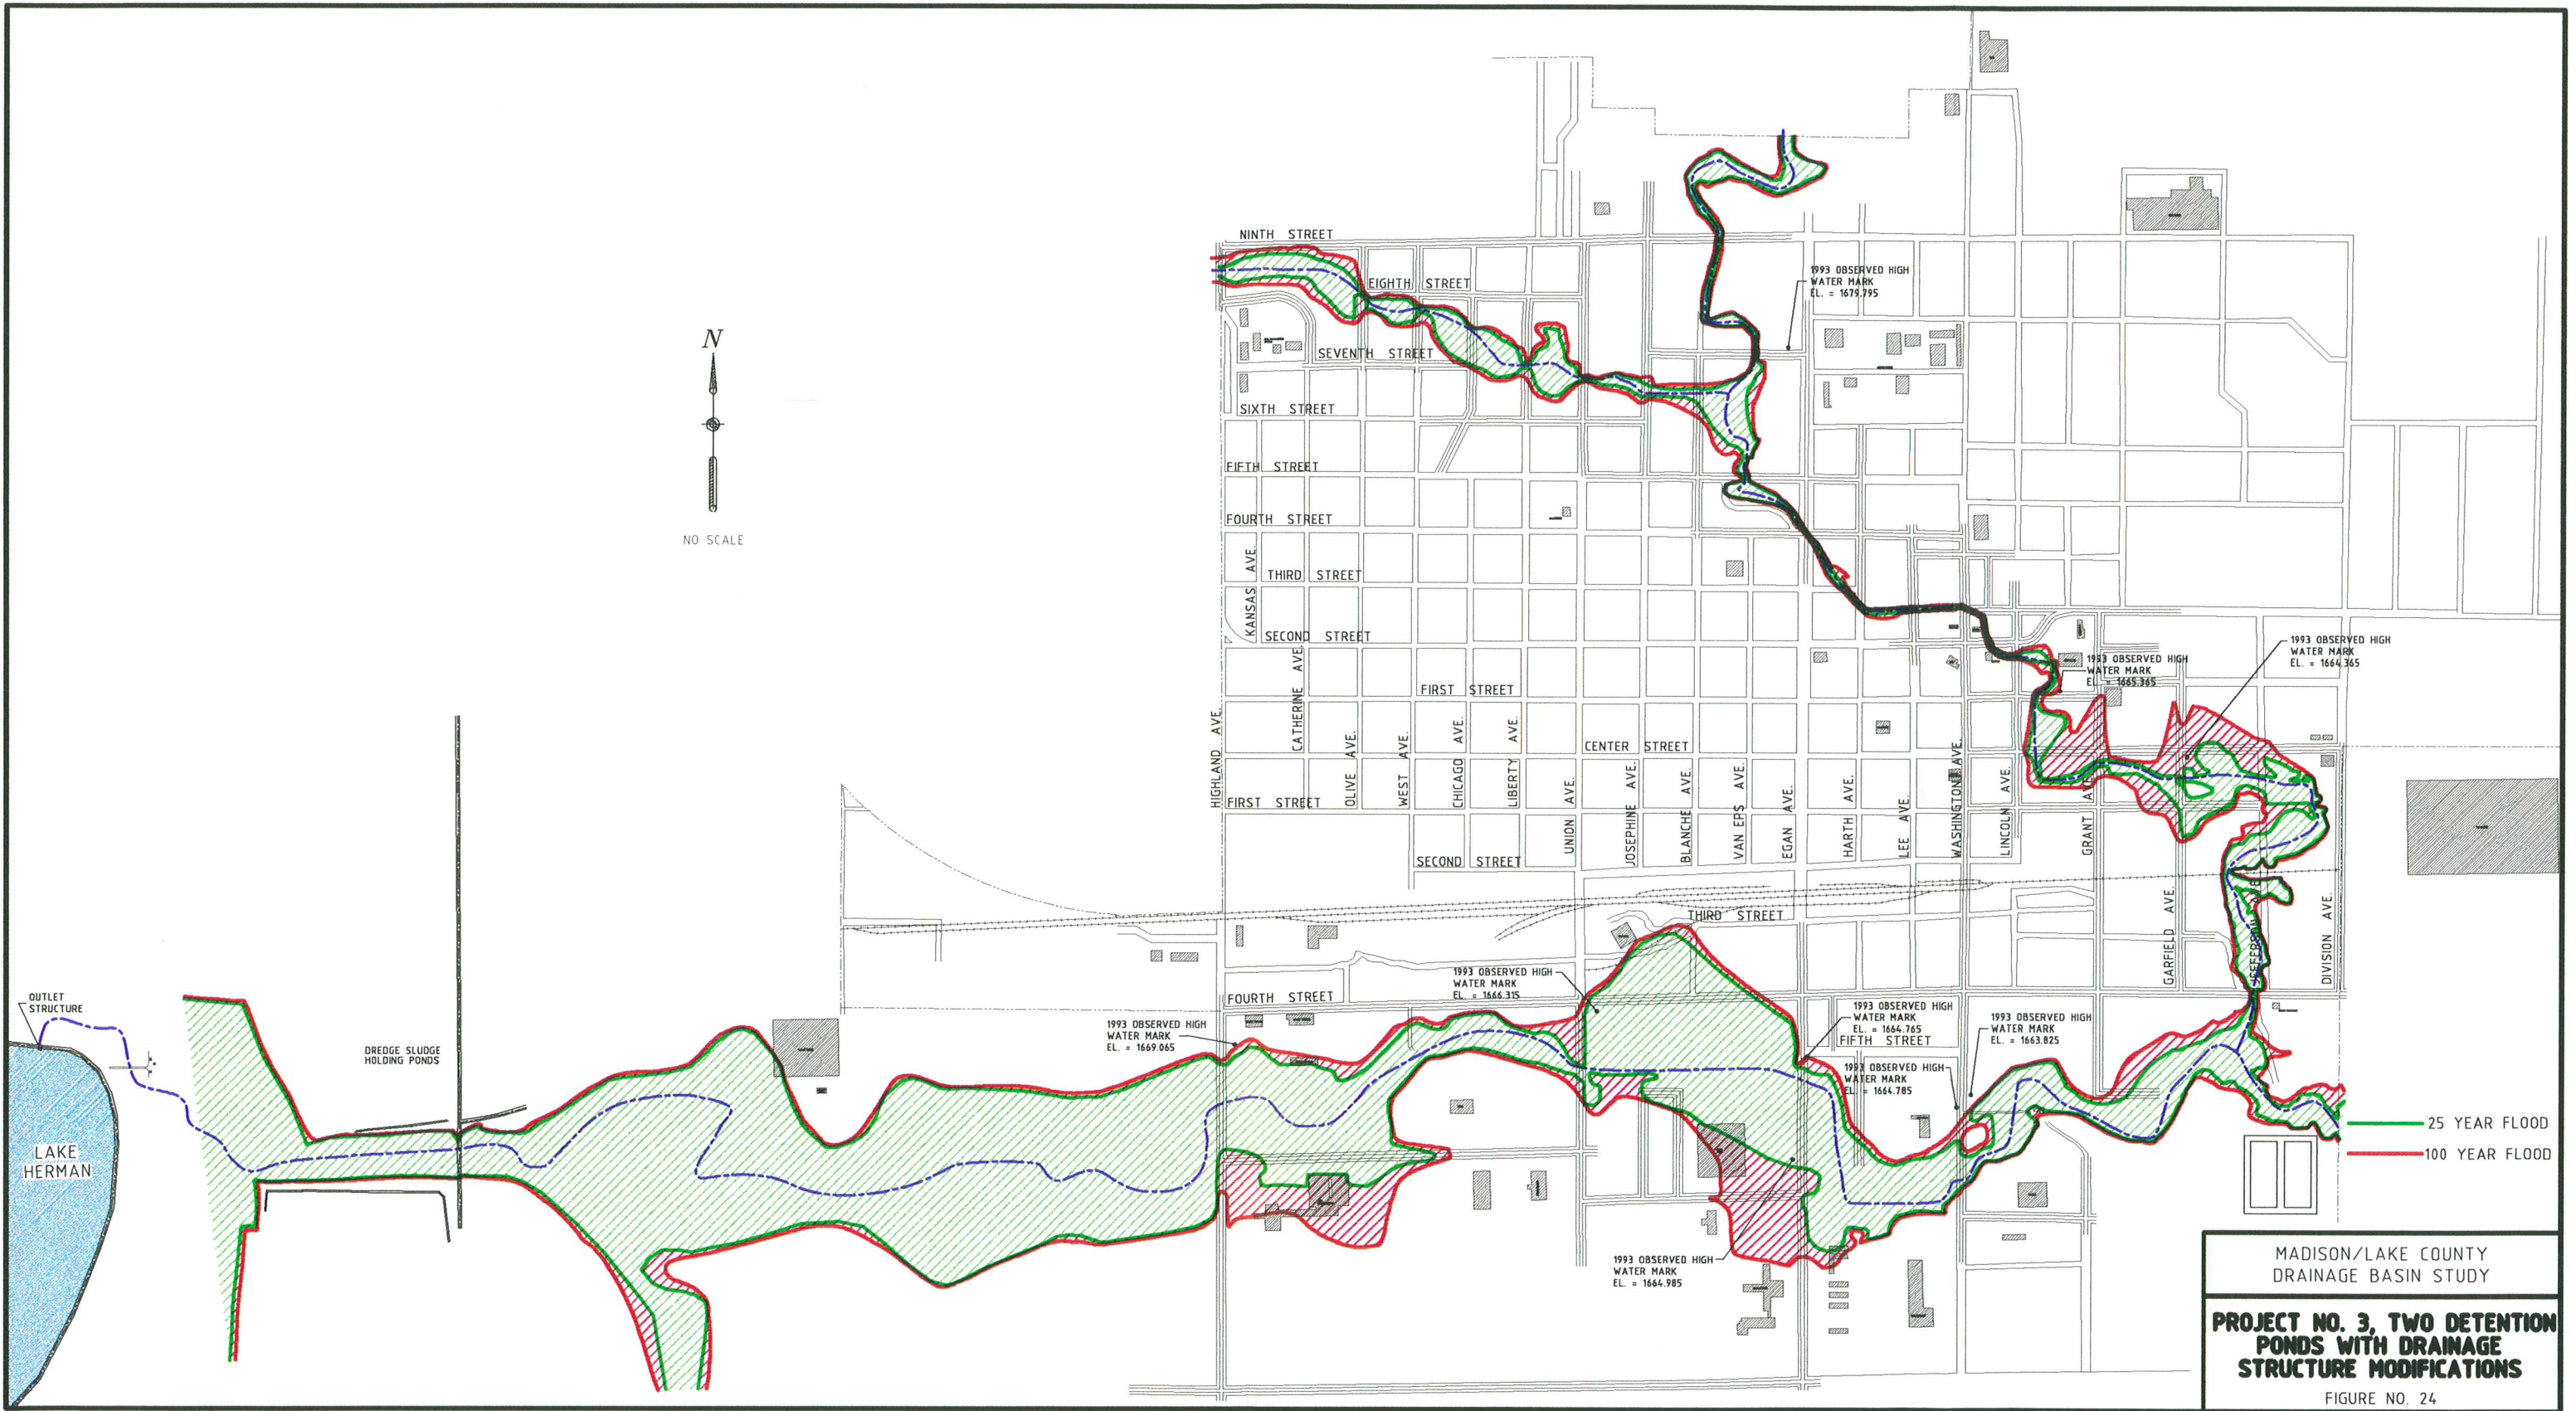 NINTH STREET
1993 OBSERVED HIGH
WATER MARK
EL. = 1679.795
EIGHTH STREET
N
SEVENTH STREET
SIXTH STREET
FIFTH STREET
FOURTH STREET
NO SCALE
KANSAS AVE.
THIRD STREET
SECOND STREET
1993 OBSERVED HIGH
WATER MARK
EL. = 1664.365
1993 OBSERVED HIGH
WATER MARK
EL. = 1665.365
CATHERINE AVE.
FIRST STREET
HIGHLAND AVE.
OLIVE AVE.
WEST AVE.
CHICAGO AVE.
LIBERTY AVE.
CENTER STREET
UNION AVE.
JOSEPHINE AVE.
BLANCHE AVE.
VAN EPS AVE.
EGAN AVE.
HARTH AVE.
LEE AVE.
WASHINGTON AVE.
LINCOLN AVE.
GRANT AVE.
FIRST STREET
SECOND STREET
GARFIELD AVE.
JEFFERSON AVE.
DIVISION AVE.
THIRD STREET
1993 OBSERVED HIGH
WATER MARK
EL. = 1666.315
FOURTH STREET
OUTLET
STRUCTURE
1993 OBSERVED HIGH
WATER MARK
EL. = 1664.765
FIFTH STREET
1993 OBSERVED HIGH
WATER MARK
EL. = 1663.825
1993 OBSERVED HIGH
WATER MARK
EL. = 1669.065
DREDGE SLUDGE
HOLDING PONDS
1993 OBSERVED HIGH
WATER MARK
EL. = 1664.785
LAKE
HERMAN
25 YEAR FLOOD
100 YEAR FLOOD
1993 OBSERVED HIGH
WATER MARK
EL. = 1664.985
MADISON/LAKE COUNTY
DRAINAGE BASIN STUDY
PROJECT NO. 3, TWO DETENTION
PONDS WITH DRAINAGE
STRUCTURE MODIFICATIONS
FIGURE NO. 24